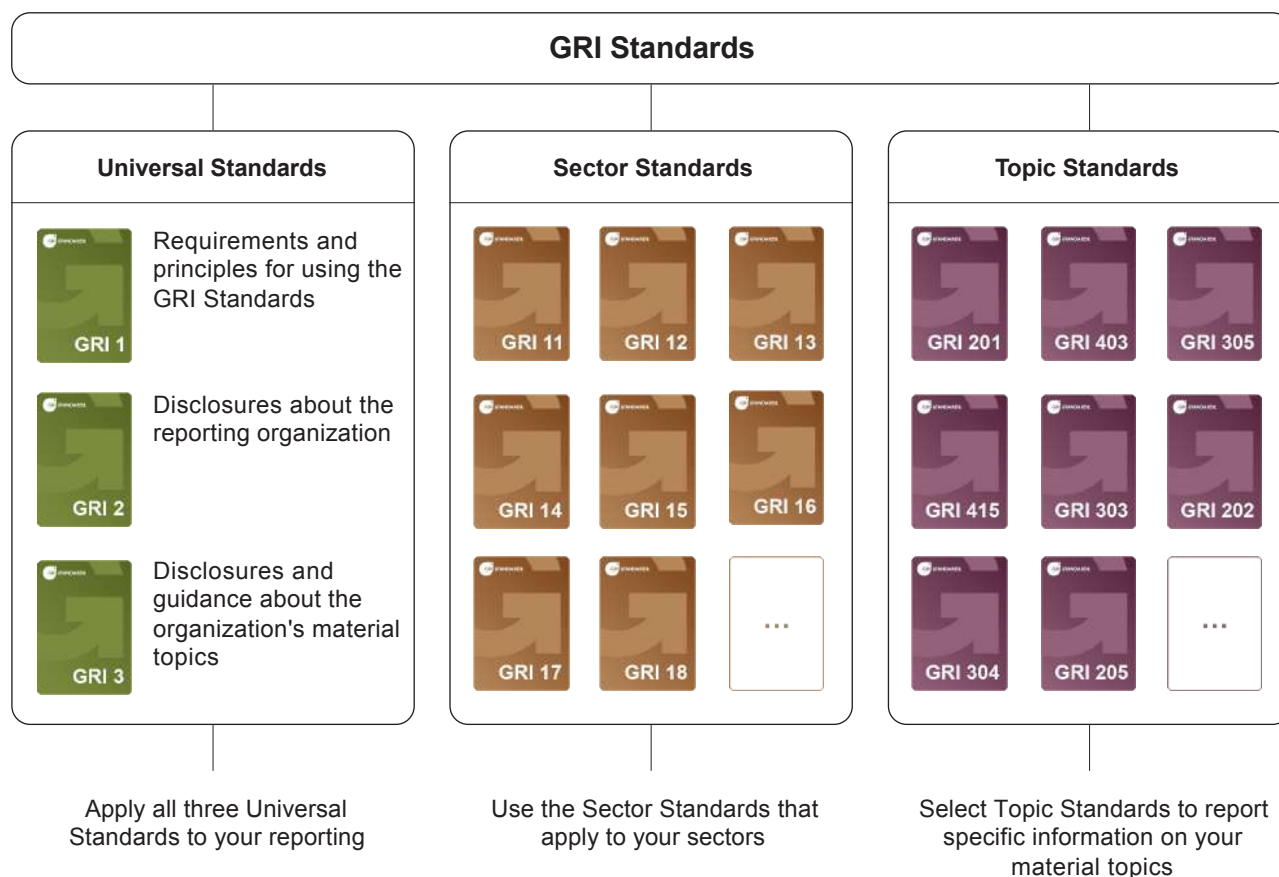 GRI Standards
Universal Standards
Requirements and
principles for using the
GRI Standards
GRI 1
Disclosures about the
reporting organization
GRI 2
Disclosures and
guidance about the
organization's material
topics
GRI 3
Apply all three Universal
Standards to your reporting
Sector Standards
GRI 11
GRI 12
GRI 13
GRI 14
GRI 15
GRI 16
GRI 17
GRI 18
...
Use the Sector Standards that
apply to your sectors
Topic Standards
GRI 201
GRI 403
GRI 305
GRI 415
GRI 303
GRI 202
GRI 304
GRI 205
...
Select Topic Standards to report
specific information on your
material topics